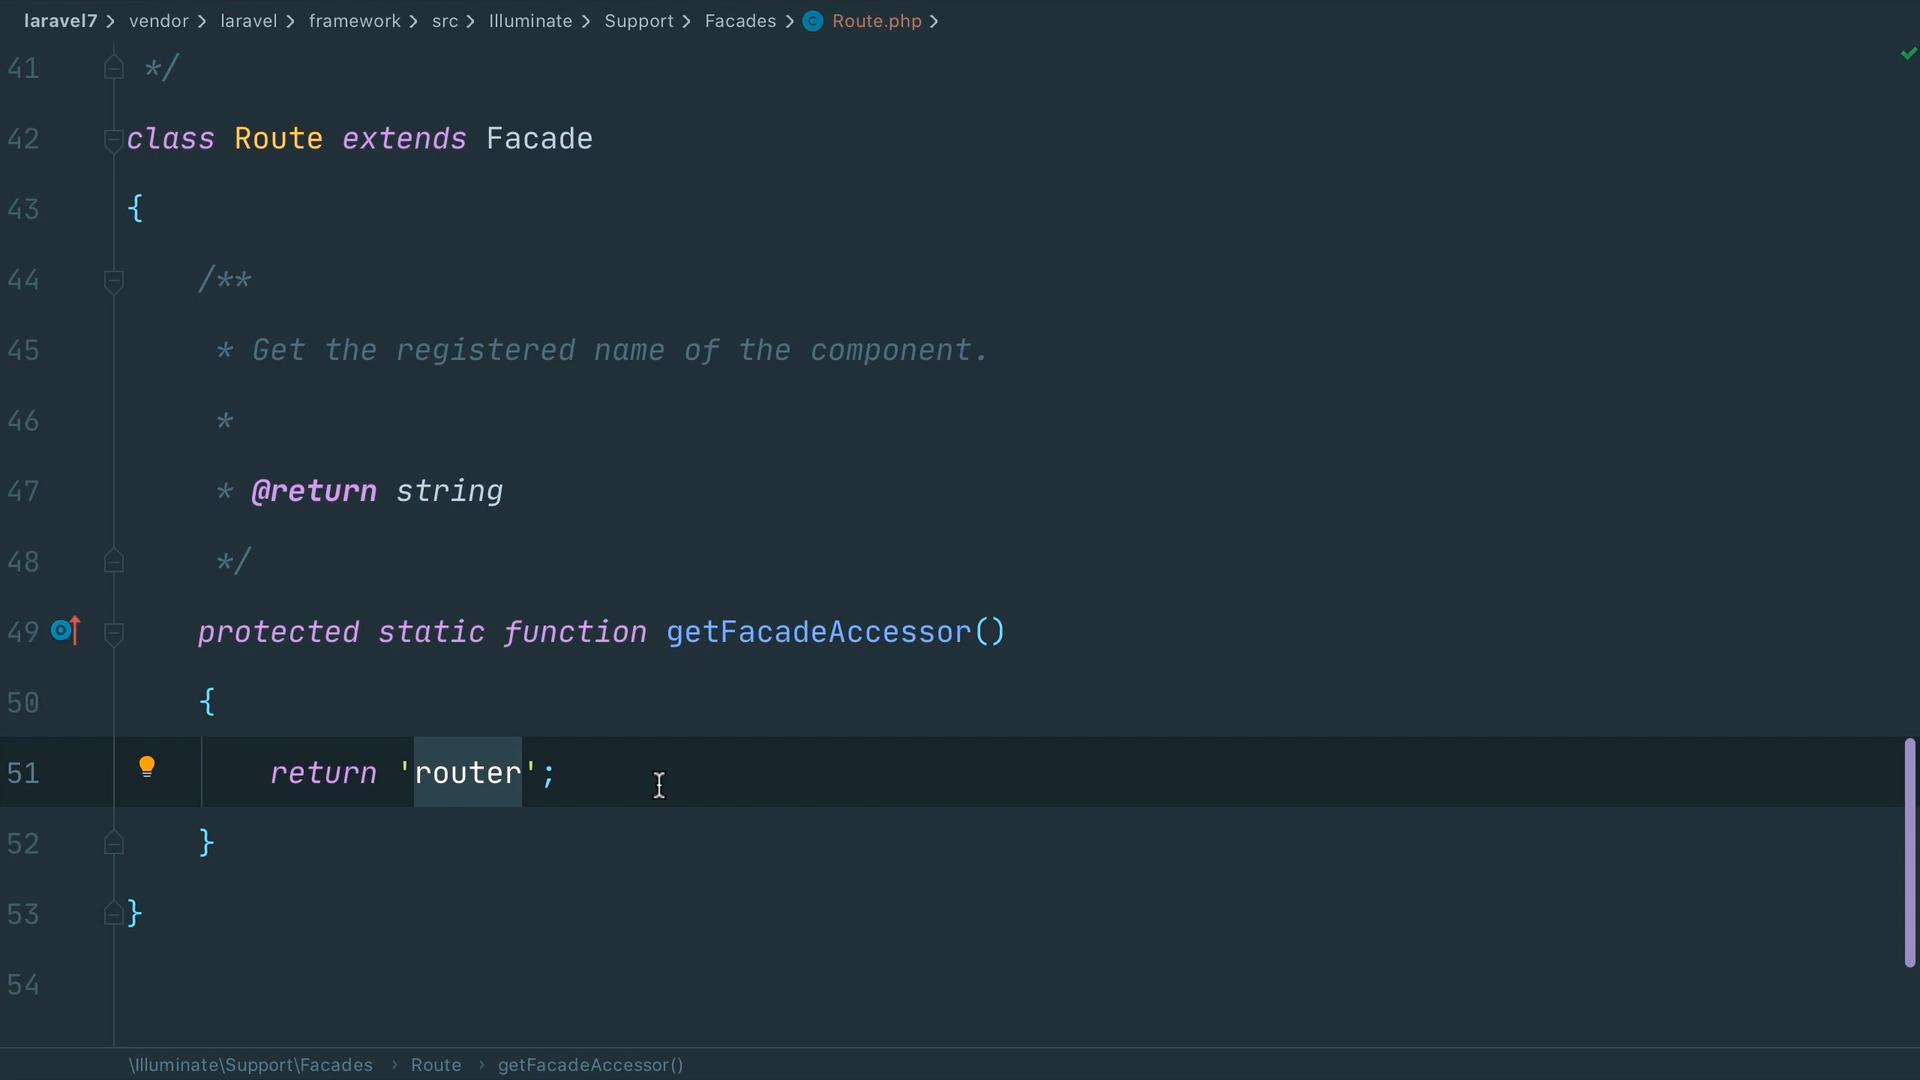 laravel7 > vendor > laravel > framework > src > Illuminate > Support > Facades > Route.php >
41 */
42 class Route extends Facade
43 {
44 /**
45 * Get the registered name of the component.
46 *
47 * @return string
48 */
49 protected static function getFacadeAccessor()
50 {
51 return 'router';
52 }
53 }
54
\Illuminate\Support\Facades > Route > getFacadeAccessor()